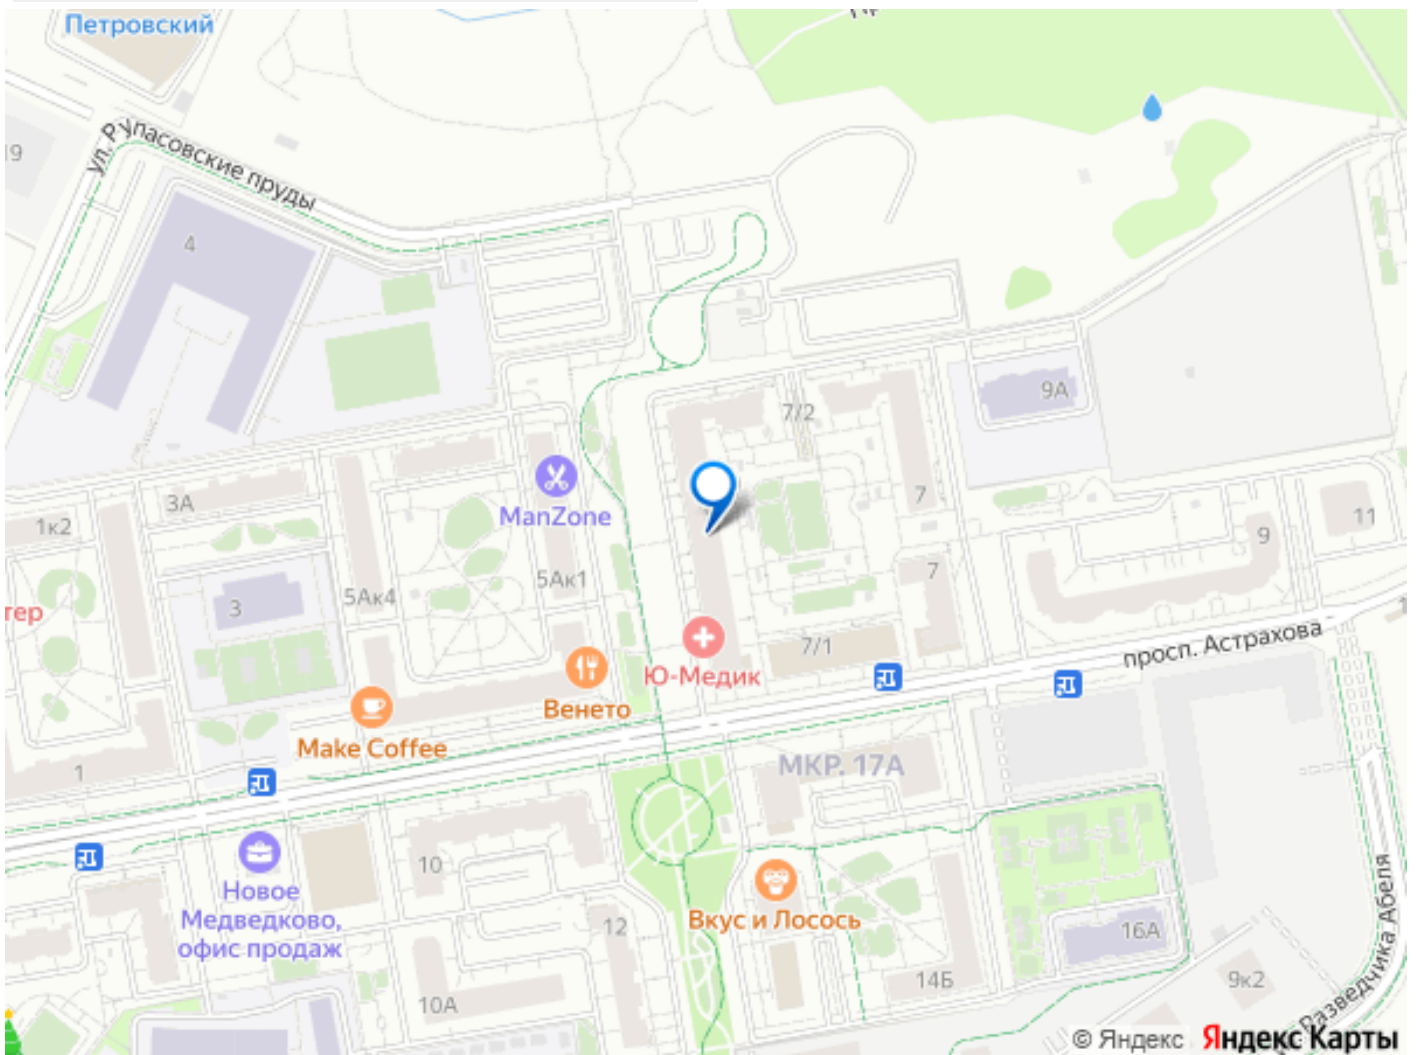 Петровский
19
ул. Рупасовские пруды
4
9А
7/2
ManZone
3А
1к2
7
11
9
5Ак1
7
5Ак4
3
тер
7/1
просп. Астрахова
Ю-Медик
Венето
Make Coffee
МКР. 17А
1
10
Новое
Медведково,
офис продаж
Вкус и Лосось
12
16А
14Б
9к2
10А
Разведчика Абеля
© Яндекс Яндекс Карты